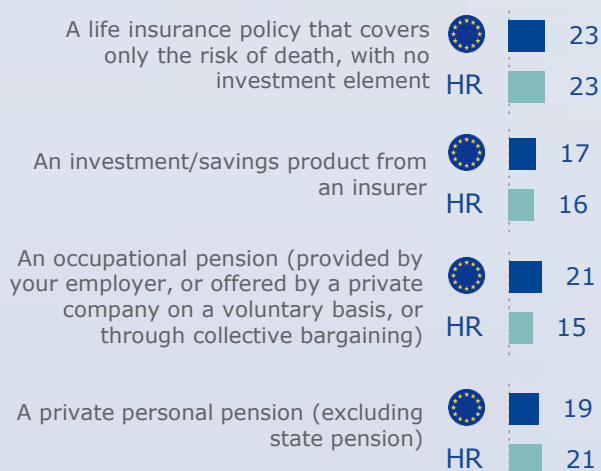 A life insurance policy that covers
only the risk of death, with no
investment element
23
HR
23
An investment/savings product from
an insurer
17
HR
16
An occupational pension (provided by
your employer, or offered by a private
company on a voluntary basis, or
through collective bargaining)
21
HR
15
A private personal pension (excluding
state pension)
19
HR
21